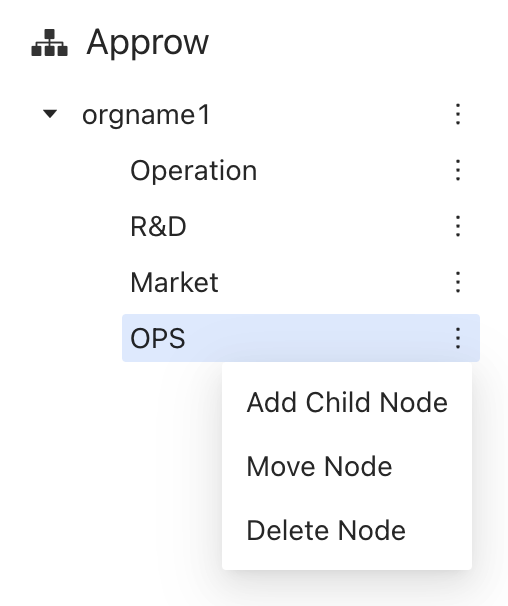 Approw
orgname1
Operation
R&D
Market
OPS
Add Child Node
Move Node
Delete Node